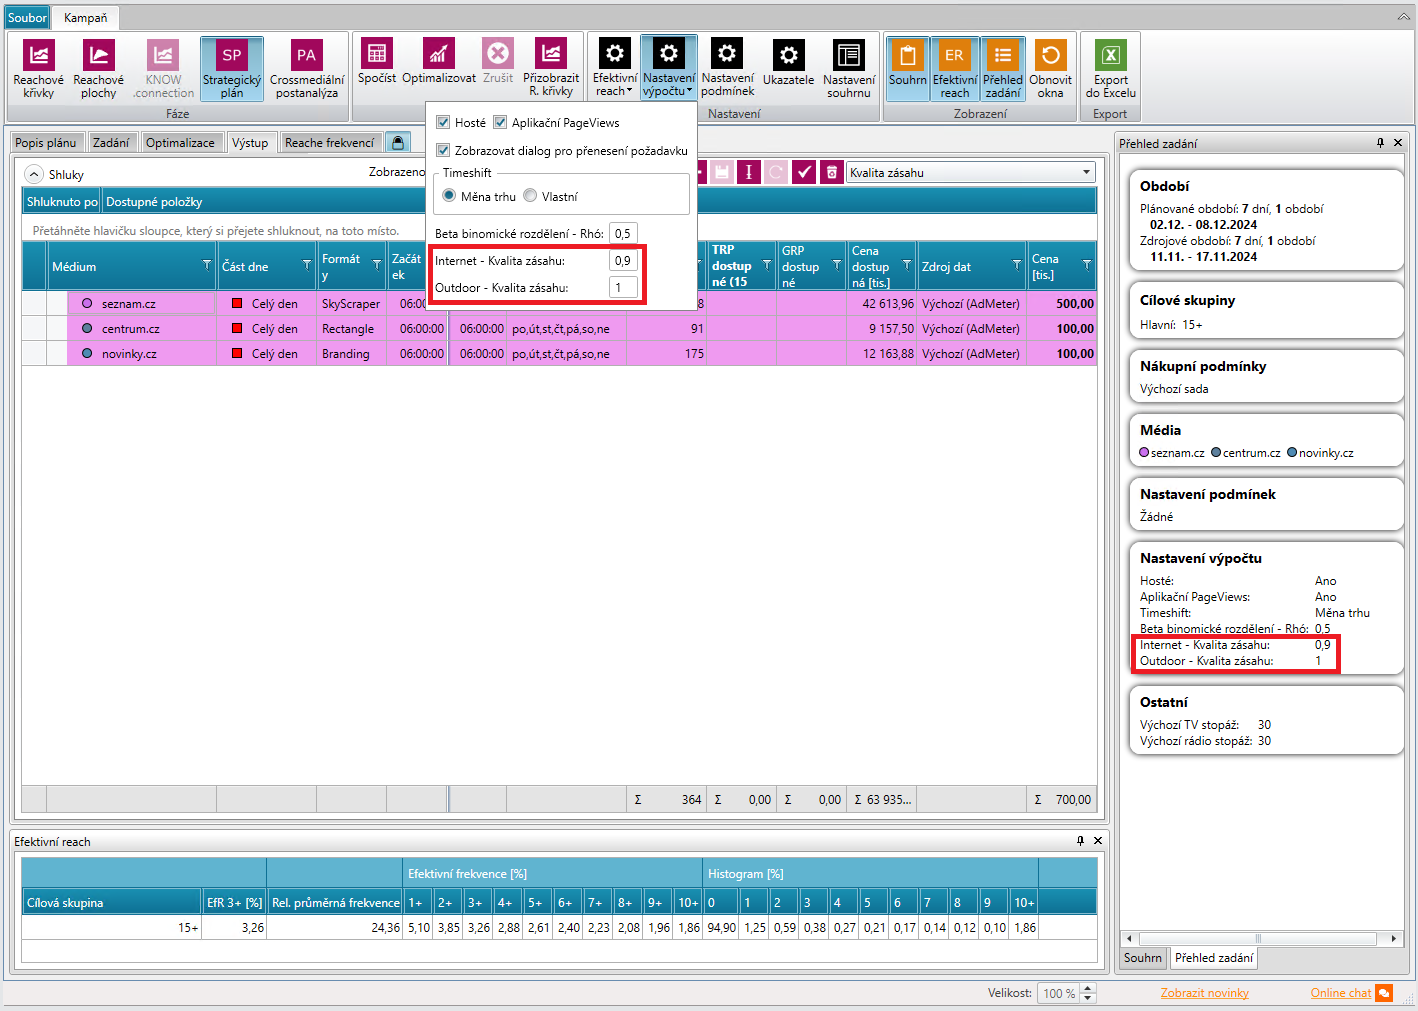 Soubor
Kampaň
Reachové křivky
Reachové plochy
KNOW .connection
SP
Strategický plán
PA
Crossmediální postanalýza
Fáze
Spočíst
Optimalizovat
Zrušit
Přizobrazit R. křivky
Efektivní reach
Nastavení výpočtu
Nastavení podmínek
Ukazatele
Nastavení souhrnu
Nastavení
Souhrn
ER
Efektivní reach
Přehled zadání
Obnovit okna
Zobrazení
Export do Excelu
Export
Popis plánu
Zadání
Optimalizace
Výstup
Reache frekvencí
Hosté
Aplikační PageViews
Zobrazovat dialog pro přenesení požadavku
Timeshift
Měna trhu
Vlastní
Beta binomické rozdělení - Rhó: 0,5
Internet - Kvalita zásahu: 0,9
Outdoor - Kvalita zásahu: 1
Shluky
Zobrazeno
Kvalita zásahu
Shluknuto po
Dostupné položky
Přetáhněte hlavičku sloupce, který si přejete shluknout, na toto místo.
Médium
Část dne
Formáty
Začátek
TRP dostupné (15
GRP dostupné
Cena dostupná [tis.]
Zdroj dat
Cena [tis.]
seznam.cz Celý den SkyScraper 06:00 8 42 613,96 Výchozí (AdMeter) 500,00
centrum.cz Celý den Rectangle 06:00:00 06:00:00 po,út,st,čt,pá,so,ne 91 9 157,50 Výchozí (AdMeter) 100,00
novinky.cz Celý den Branding 06:00:00 06:00:00 po,út,st,čt,pá,so,ne 175 12 163,88 Výchozí (AdMeter) 100,00
Σ 364 Σ 0,00 Σ 0,00 Σ 63 935... Σ 700,00
Efektivní reach
Efektivní frekvence [%]
Histogram [%]
Cílová skupina EfR 3+ [%] Rel. průměrná frekvence 1+ 2+ 3+ 4+ 5+ 6+ 7+ 8+ 9+ 10+ 0 1 2 3 4 5 6 7 8 9 10+
15+ 3,26 24,36 5,10 3,85 3,26 2,88 2,61 2,40 2,23 2,08 1,96 1,86 94,90 1,25 0,59 0,38 0,27 0,21 0,17 0,14 0,12 0,10 1,86
Přehled zadání
Období
Plánované období: 7 dní, 1 období
02.12. - 08.12.2024
Zdrojové období: 7 dní, 1 období
11.11. - 17.11.2024
Cílové skupiny
Hlavní: 15+
Nákupní podmínky
Výchozí sada
Média
seznam.cz centrum.cz novinky.cz
Nastavení podmínek
Žádné
Nastavení výpočtu
Hosté: Ano
Aplikační PageViews: Ano
Timeshift: Měna trhu
Beta binomické rozdělení - Rhó: 0,5
Internet - Kvalita zásahu: 0,9
Outdoor - Kvalita zásahu: 1
Ostatní
Výchozí TV stopáž: 30
Výchozí rádio stopáž: 30
Souhrn
Přehled zadání
Velikost: 100 %
Zobrazit novinky
Online chat